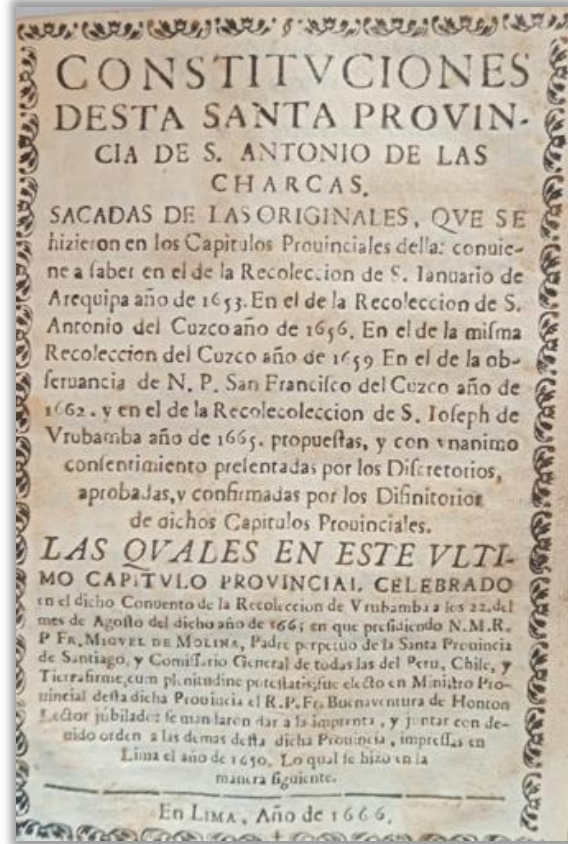 CONSTITVCIONES
DESTA SANTA PROVIN-
CIA DE S. ANTONIO DE LAS
CHARCAS.
SACADAS DE LAS ORIGINALES, QVE SE
hizieron en los Capitulos Prouinciales della: conuie-
ne a ſaber en el de la Recoleccion de S. Ianuario de
Arequipa año de 1653. En el de la Recoleccion de S.
Antonio del Cuzco año de 1656. En el de la miſma
Recoleccion del Cuzco año de 1659 En el de la ob-
ſeruancia de N. P. San Franciſco del Cuzco año de
1662. y en el de la Recolecoleccion de S. Ioſeph de
Vrubamba año de 1665. propueſtas, y con vnanimo
conſentimiento preſentadas por los Diſcretorios,
aprobadas, y confirmadas por los Difinitorios
de dichos Capitulos Prouinciales.
LAS QVALES EN ESTE VLTI-
MO CAPITVLO PROVINCIAL CELEBRADO
en el dicho Conuento de la Recoleccion de Vrubamba a los 22. del
mes de Agoſto del dicho año de 166; en que preſidiendo N.M.R.
P FR. MIGVEL DE MOLINA, Padre perpetuo de la Santa Prouincia
de Santiago, y Comiſſario General de todas las del Peru, Chile, y
Tierrafirme, cum plenitudine poteſtatis; fue electo en Miniſtro Pro-
uincial deſta dicha Prouincia el R.P. Fr. Buenaventura de Honton
Lector jubilado: ſe mandaron dar a la imprenta, y juntar con de-
uido orden a las demas deſta dicha Prouincia, impreſſas en
Lima el año de 1650. Lo qual ſe hizo en la
manera ſiguiente.
En LIMA, Año de 1666.